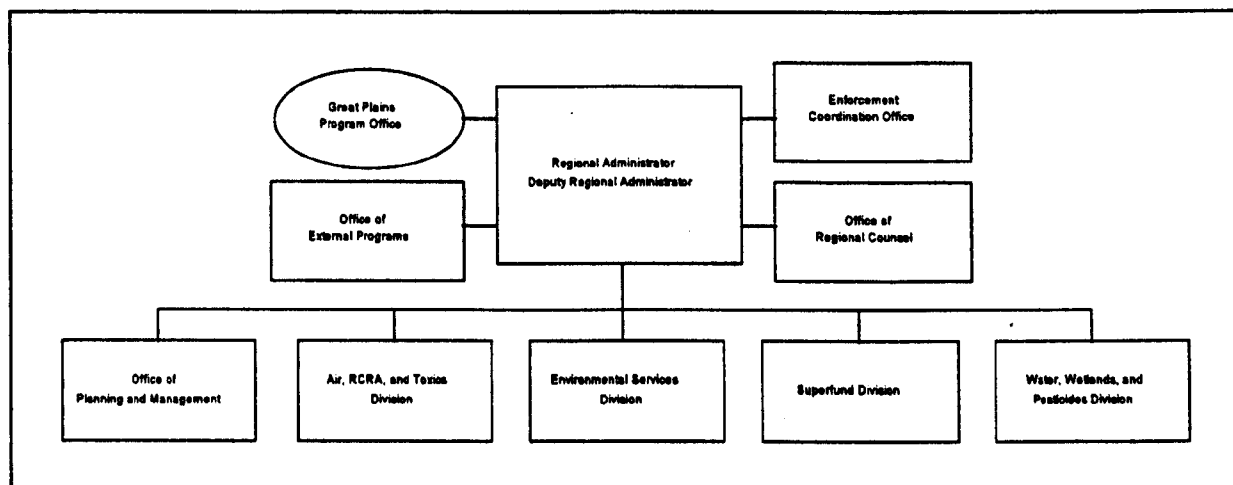 Great Plains
Program Office
Enforcement
Coordination Office
Regional Administrator
Deputy Regional Administrator
Office of
External Programs
Office of
Regional Counsel
Office of
Planning and Management
Air, RCRA, and Toxics
Division
Environmental Services
Division
Superfund Division
Water, Wetlands, and
Pesticides Division